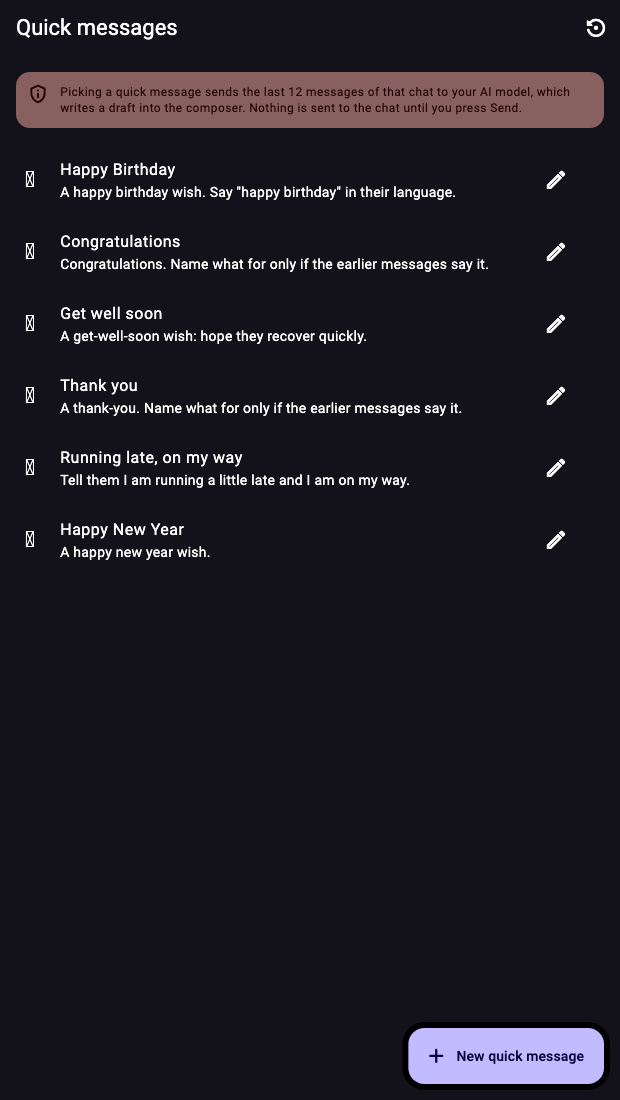 Quick messages
Picking a quick message sends the last 12 messages of that chat to your AI model, which
writes a draft into the composer. Nothing is sent to the chat until you press Send.
Happy Birthday
A happy birthday wish. Say "happy birthday" in their language.
Congratulations
Congratulations. Name what for only if the earlier messages say it.
Get well soon
A get-well-soon wish: hope they recover quickly.
Thank you
A thank-you. Name what for only if the earlier messages say it.
Running late, on my way
Tell them I am running a little late and I am on my way.
Happy New Year
A happy new year wish.
New quick message